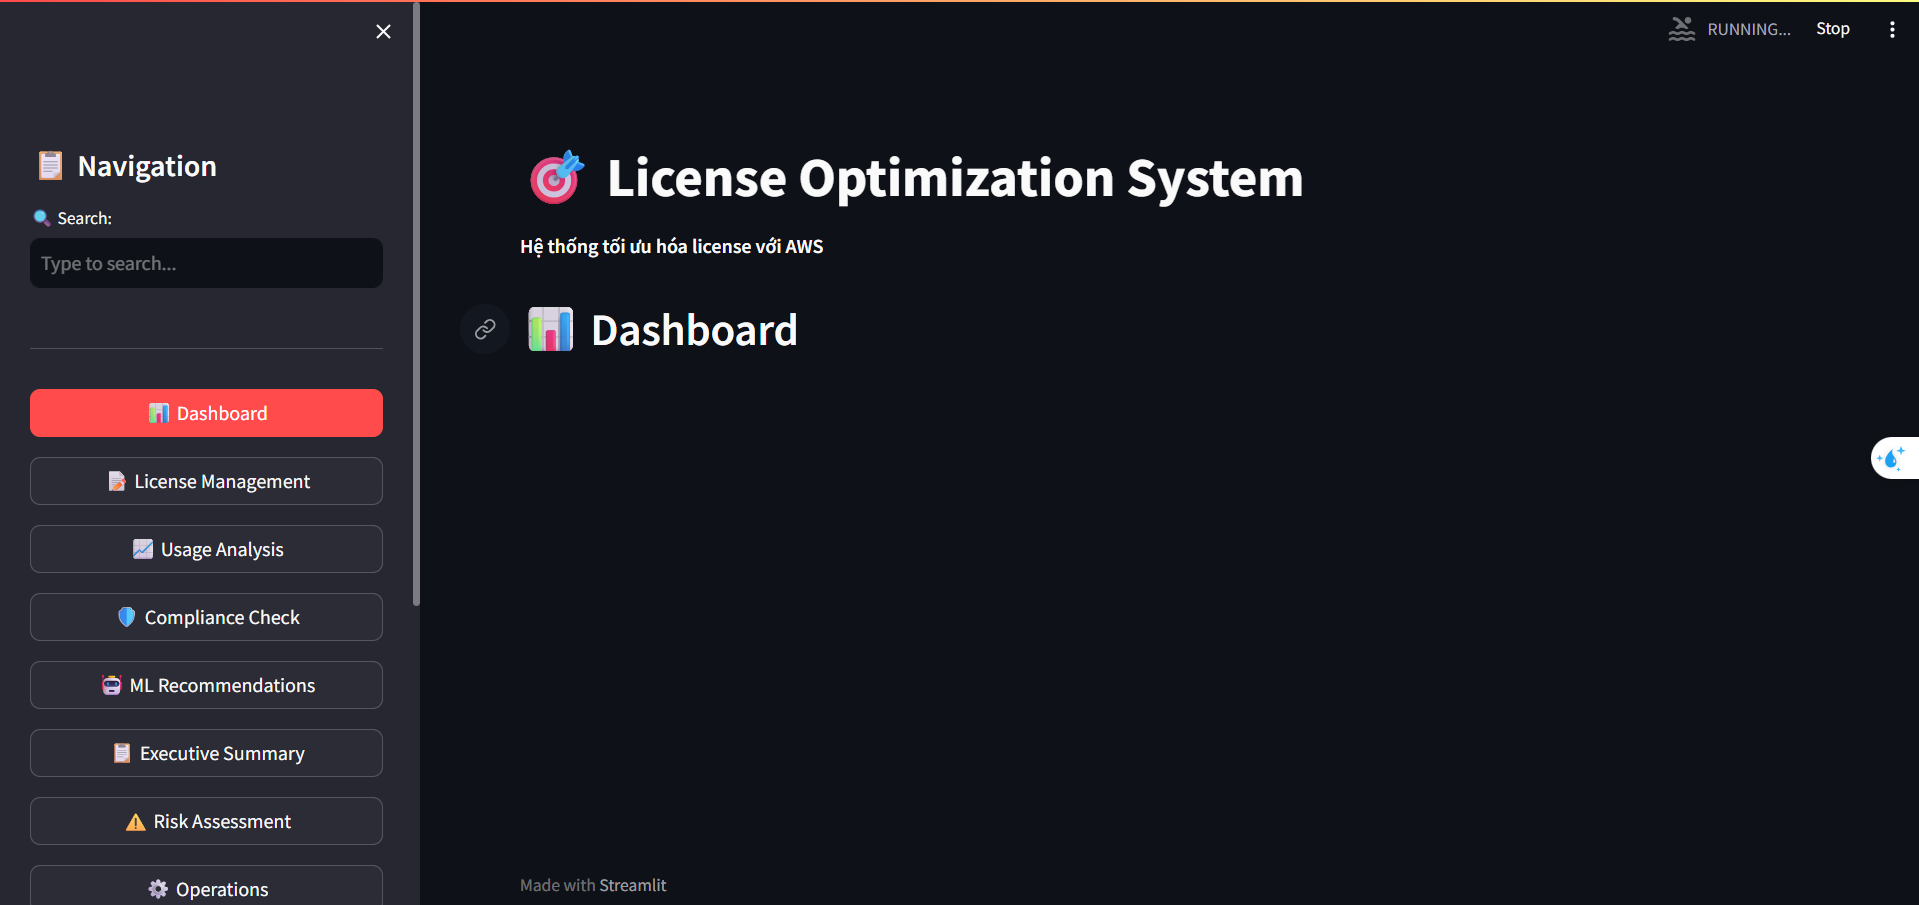 RUNNING...
Stop
Navigation
Search:
Type to search...
Dashboard
License Management
Usage Analysis
Compliance Check
ML Recommendations
Executive Summary
Risk Assessment
Operations
License Optimization System
Hệ thống tối ưu hóa license với AWS
Dashboard
Made with Streamlit